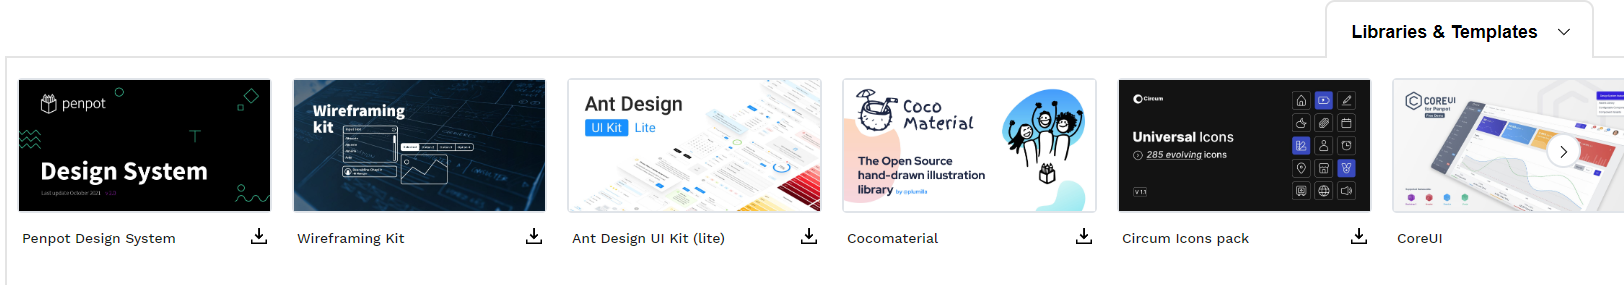 Libraries & Templates
penpot
Design System
Last update October 2021
Penpot Design System
Wireframing
kit
Wireframing Kit
Ant Design
UI Kit Lite
Ant Design UI Kit (lite)
Coco
Material
The Open Source
hand-drawn illustration
library by pplumilla
Cocomaterial
Circum
Universal Icons
285 evolving icons
V 1.1
Circum Icons pack
COREUI
for Penpot
CoreUI